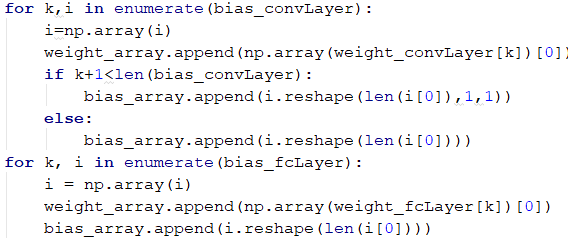 for k,i in enumerate(bias_convLayer):
    i=np.array(i)
    weight_array.append(np.array(weight_convLayer[k])[0])
    if k+1<len(bias_convLayer):
        bias_array.append(i.reshape(len(i[0]),1,1))
    else:
        bias_array.append(i.reshape(len(i[0])))
for k, i in enumerate(bias_fcLayer):
    i = np.array(i)
    weight_array.append(np.array(weight_fcLayer[k])[0])
    bias_array.append(i.reshape(len(i[0])))